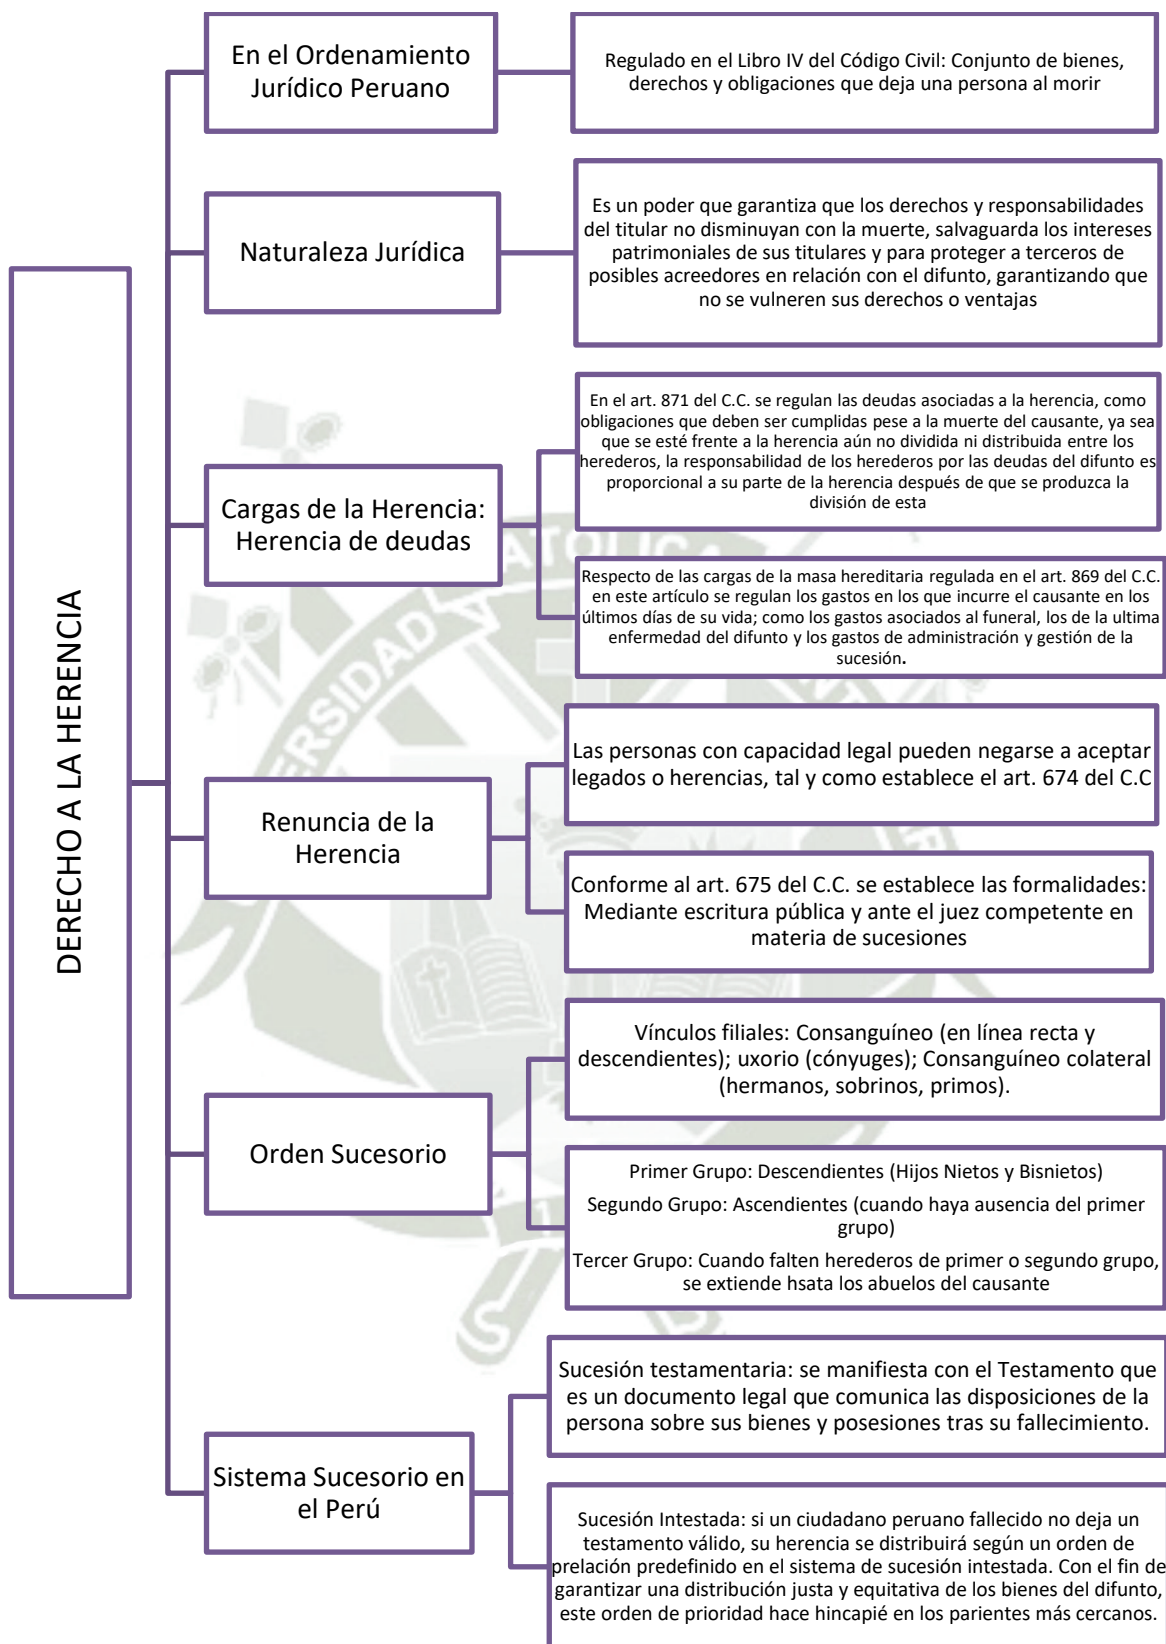 DERECHO A LA HERENCIA
En el Ordenamiento
Jurídico Peruano
Regulado en el Libro IV del Código Civil: Conjunto de bienes,
derechos y obligaciones que deja una persona al morir
Naturaleza Jurídica
Es un poder que garantiza que los derechos y responsabilidades
del titular no disminuyan con la muerte, salvaguarda los intereses
patrimoniales de sus titulares y para proteger a terceros de
posibles acreedores en relación con el difunto, garantizando que
no se vulneren sus derechos o ventajas
Cargas de la Herencia:
Herencia de deudas
En el art. 871 del C.C. se regulan las deudas asociadas a la herencia, como
obligaciones que deben ser cumplidas pese a la muerte del causante, ya sea
que se esté frente a la herencia aún no dividida ni distribuida entre los
herederos, la responsabilidad de los herederos por las deudas del difunto es
proporcional a su parte de la herencia después de que se produzca la
división de esta
Respecto de las cargas de la masa hereditaria regulada en el art. 869 del C.C.
en este artículo se regulan los gastos en los que incurre el causante en los
últimos días de su vida; como los gastos asociados al funeral, los de la ultima
enfermedad del difunto y los gastos de administración y gestión de la
sucesión.
Renuncia de la
Herencia
Las personas con capacidad legal pueden negarse a aceptar
legados o herencias, tal y como establece el art. 674 del C.C
Conforme al art. 675 del C.C. se establece las formalidades:
Mediante escritura pública y ante el juez competente en
materia de sucesiones
Orden Sucesorio
Vínculos filiales: Consanguíneo (en línea recta y
descendientes); uxorio (cónyuges); Consanguíneo colateral
(hermanos, sobrinos, primos).
Primer Grupo: Descendientes (Hijos Nietos y Bisnietos)
Segundo Grupo: Ascendientes (cuando haya ausencia del primer
grupo)
Tercer Grupo: Cuando falten herederos de primer o segundo grupo,
se extiende hsata los abuelos del causante
Sistema Sucesorio en
el Perú
Sucesión testamentaria: se manifiesta con el Testamento que
es un documento legal que comunica las disposiciones de la
persona sobre sus bienes y posesiones tras su fallecimiento.
Sucesión Intestada: si un ciudadano peruano fallecido no deja un
testamento válido, su herencia se distribuirá según un orden de
prelación predefinido en el sistema de sucesión intestada. Con el fin de
garantizar una distribución justa y equitativa de los bienes del difunto,
este orden de prioridad hace hincapié en los parientes más cercanos.